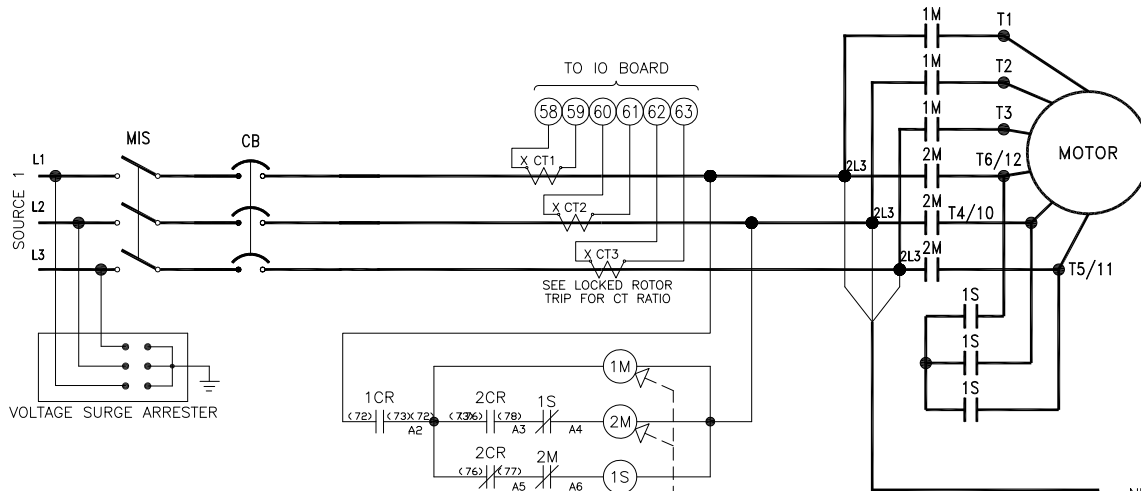 TO IO BOARD
58 59 60 61 62 63
1M T1
1M T2
1M T3
MOTOR
MIS CB
SOURCE 1
L1
L2
L3
X CT1
X CT2
X CT3
SEE LOCKED ROTOR
TRIP FOR CT RATIO
2L3 2M T6/12
2L3 2M T4/10
2L3 2M T5/11
1S
1S
1S
VOLTAGE SURGE ARRESTER
1M
1CR 2CR 1S
(72) (73X72) (76) (78) 2M
A2 A3 A4
2CR 2M
(76) (77) 1S
A5 A6